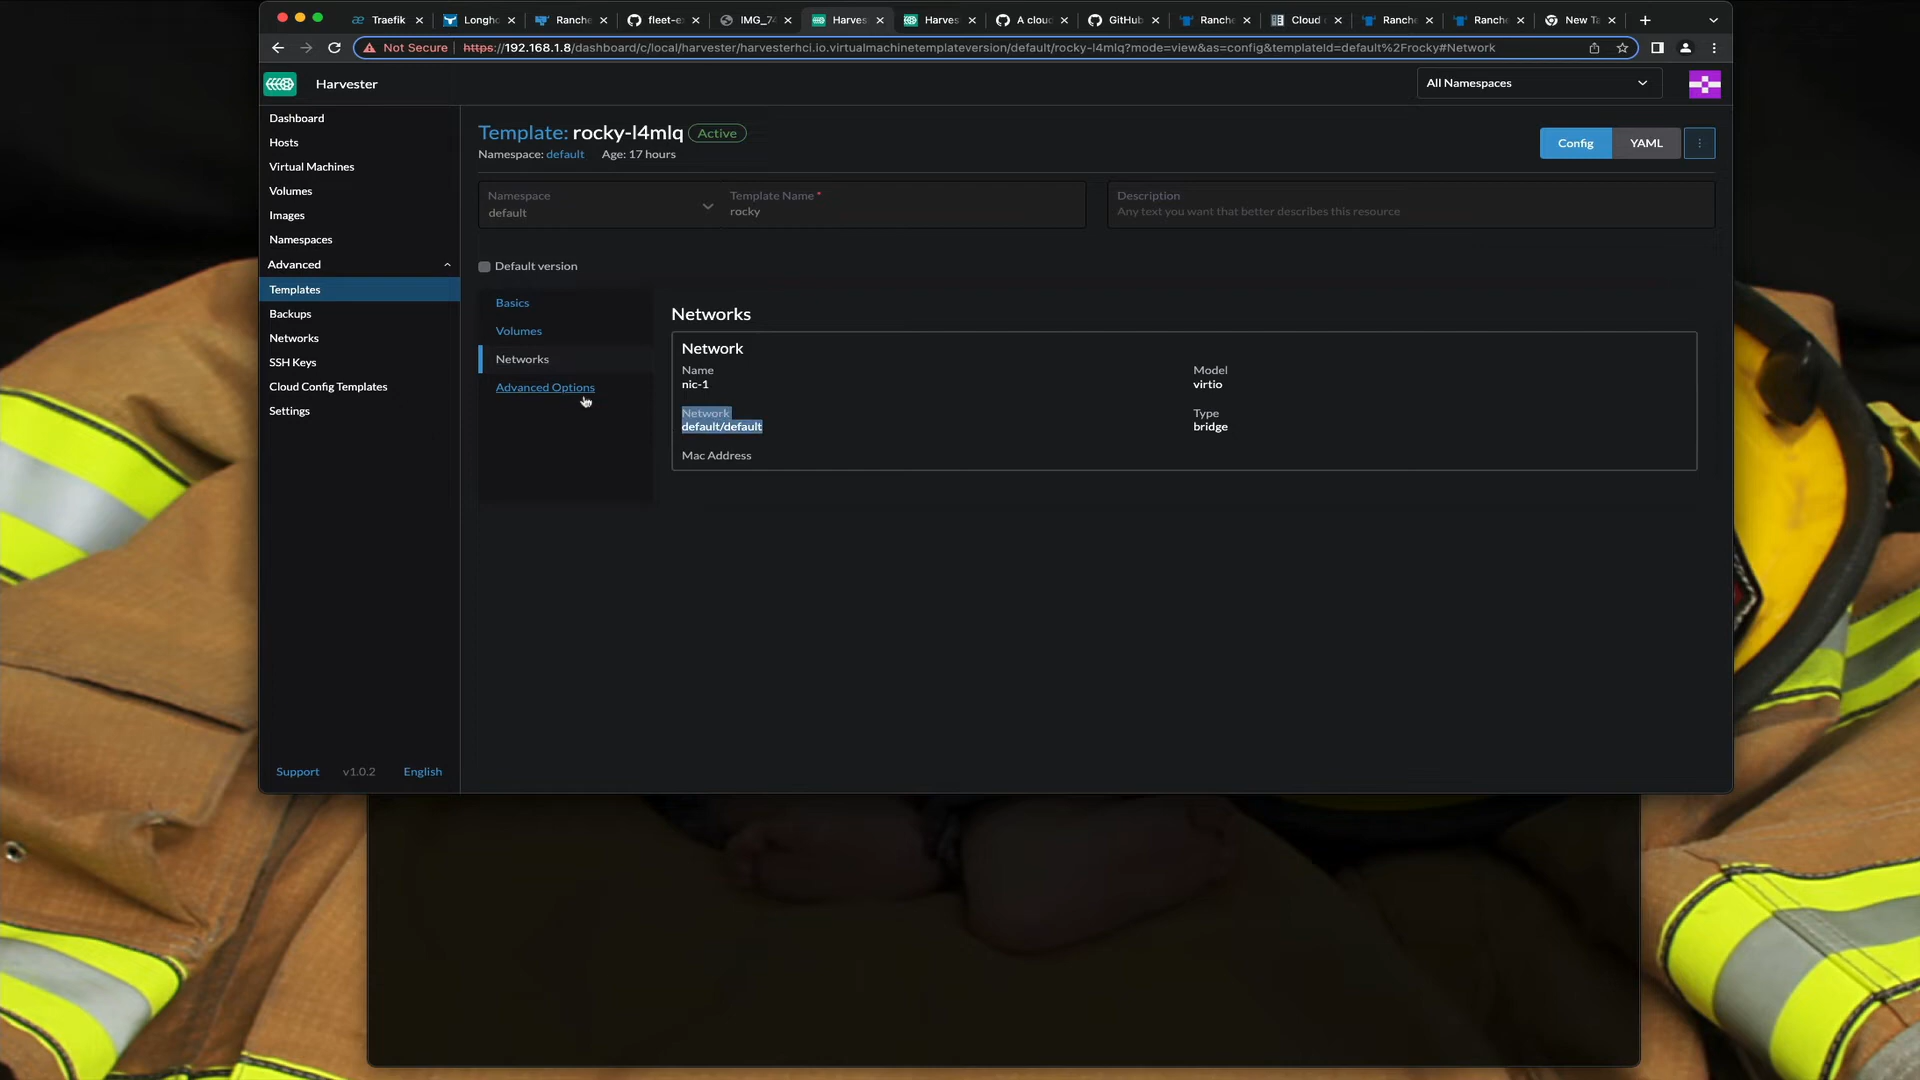 Traefik
Longho
Ranche
fleet-e
IMG_74
Harves
Harves
A clou
GitHub
Ranche
Cloud
Ranche
Ranche
New Ta
Not Secure
https://192.168.1.8/dashboard/c/local/harvester/harvesterhci.io.virtualmachinetemplateversion/default/rocky-l4mlq?mode=view&as=config&templateId=default%2Frocky#Network
Harvester
All Namespaces
Dashboard
Hosts
Virtual Machines
Volumes
Images
Namespaces
Advanced
Templates
Backups
Networks
SSH Keys
Cloud Config Templates
Settings
Support
v1.0.2
English
Template: rocky-l4mlq
Active
Namespace: default Age: 17 hours
Config
YAML
Namespace
default
Template Name *
rocky
Description
Any text you want that better describes this resource
Default version
Basics
Volumes
Networks
Advanced Options
Networks
Network
Name
nic-1
Model
virtio
Network
default/default
Type
bridge
Mac Address